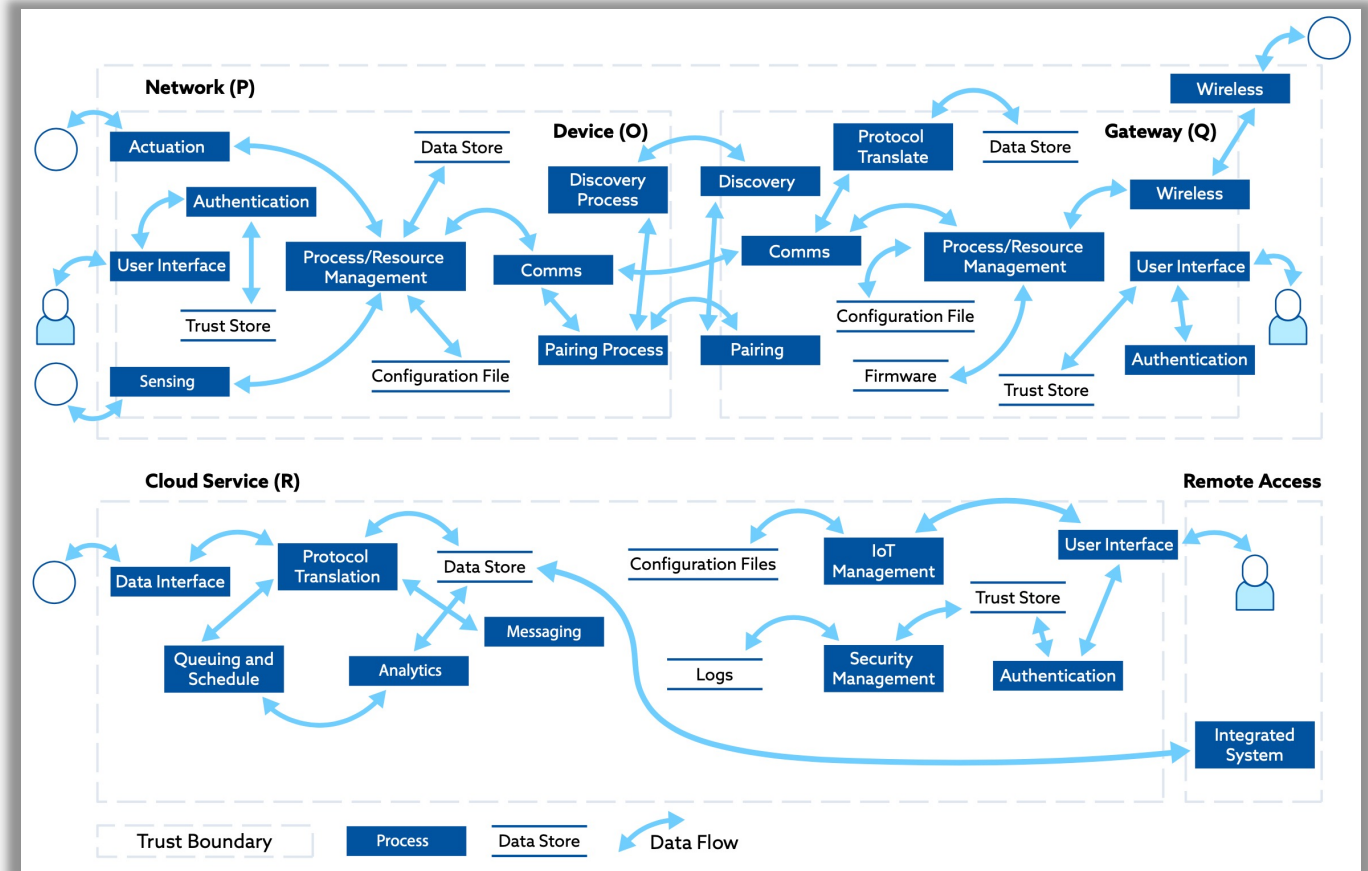 Network (P)
Wireless
Actuation
Data Store
Device (O)
Protocol
Translate
Data Store
Gateway (Q)
Authentication
Discovery
Process
Discovery
Wireless
User Interface
Process/Resource
Management
Comms
Comms
Process/Resource
Management
User Interface
Trust Store
Configuration File
Pairing Process
Pairing
Authentication
Sensing
Configuration File
Firmware
Trust Store
Cloud Service (R)
Remote Access
Data Interface
Protocol
Translation
Data Store
Configuration Files
IoT
Management
User Interface
Trust Store
Messaging
Queuing and
Schedule
Analytics
Logs
Security
Management
Authentication
Integrated
System
Trust Boundary
Process
Data Store
Data Flow